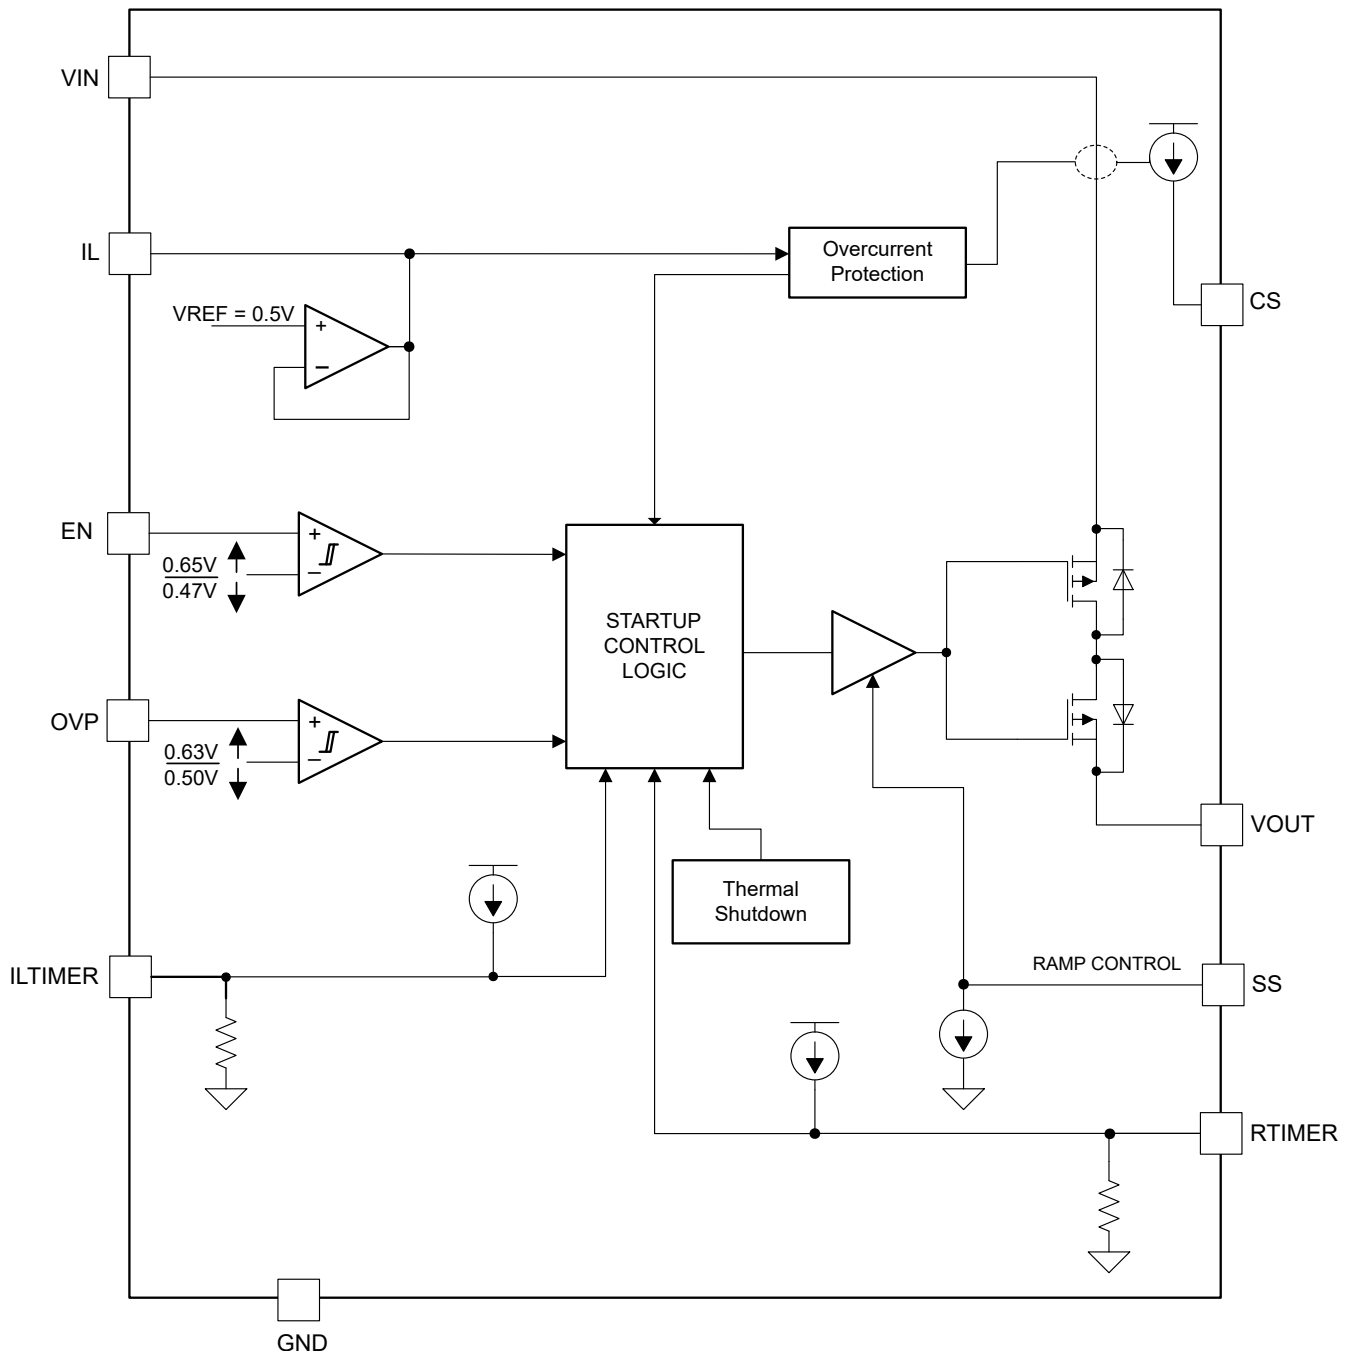 VIN
IL
Overcurrent
Protection
CS
VREF = 0.5V
+
−
EN
+
−
0.65V
0.47V
STARTUP
CONTROL
LOGIC
OVP
+
−
0.63V
0.50V
VOUT
Thermal
Shutdown
ILTIMER
RAMP CONTROL
SS
RTIMER
GND